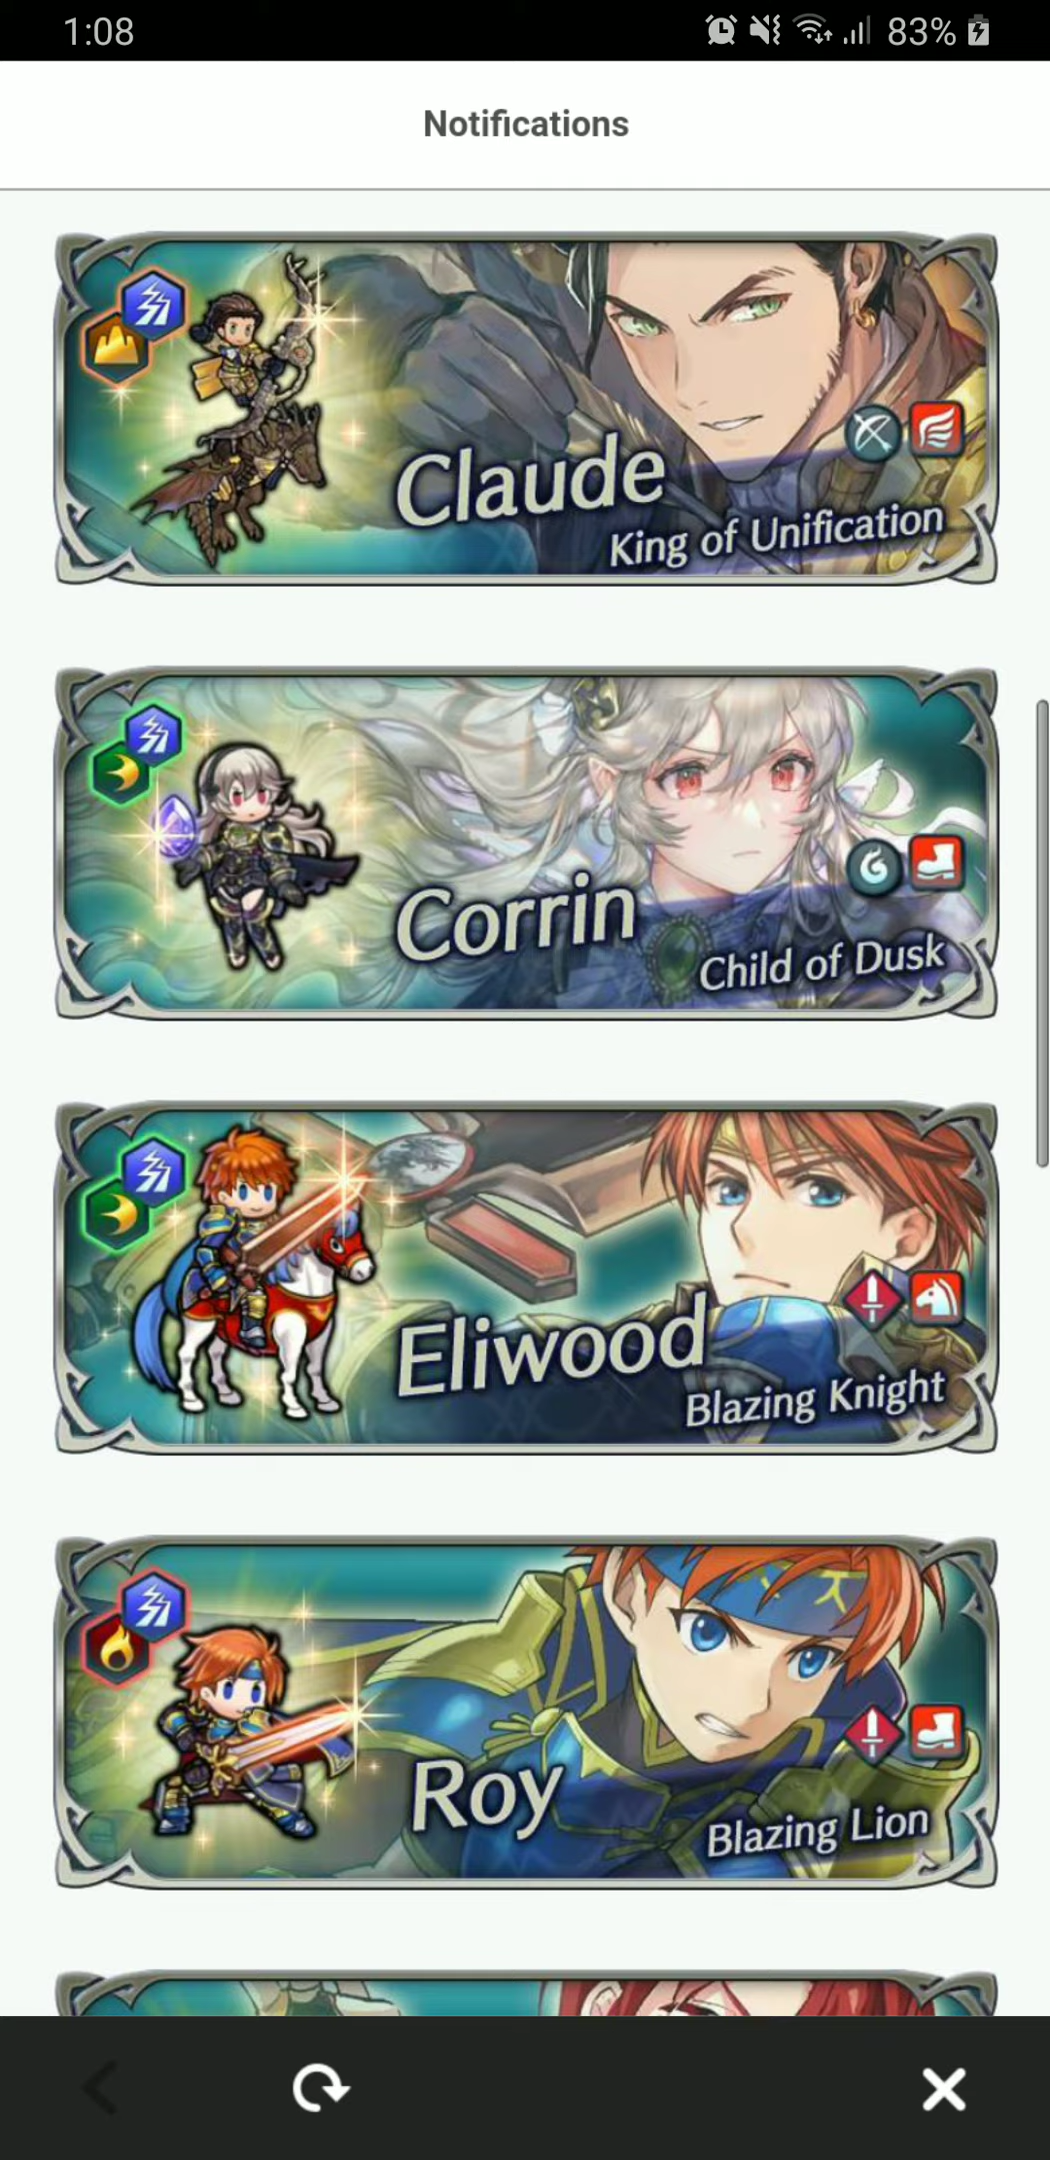 1:08
83%
Notifications
Claude
King of Unification
Corrin
Child of Dusk
Eliwood
Blazing Knight
Roy
Blazing Lion